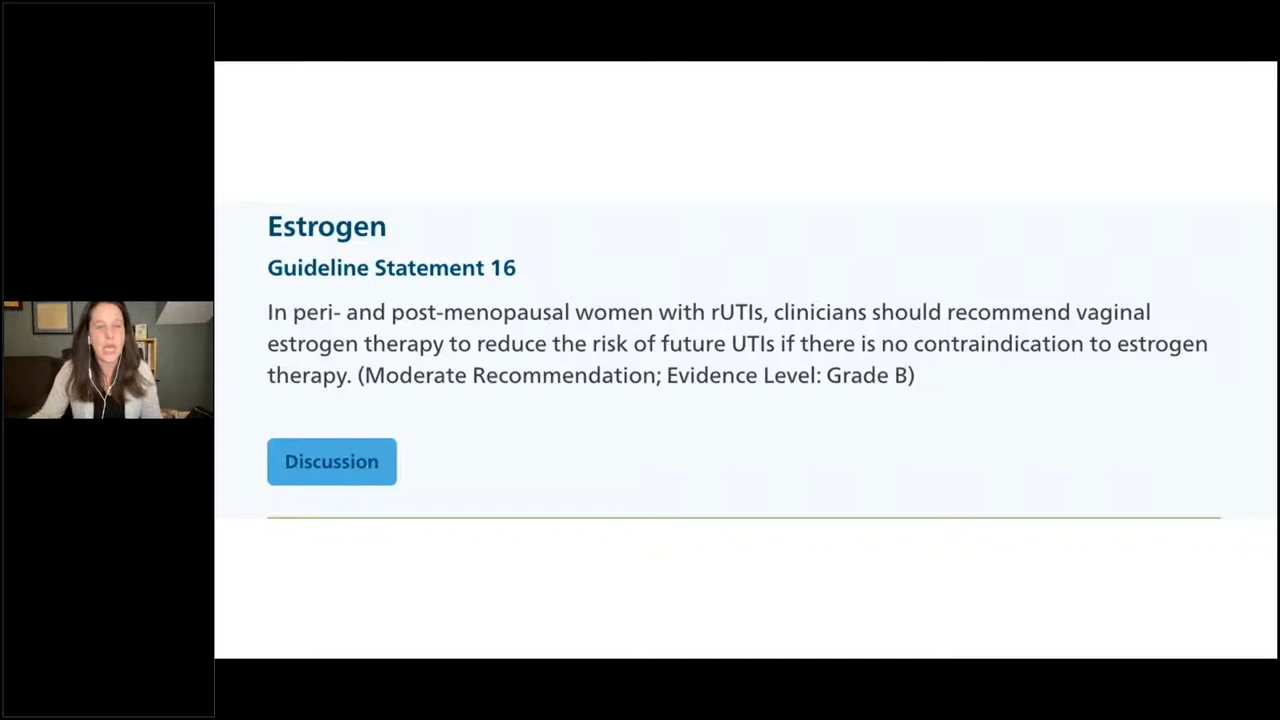 Estrogen
Guideline Statement 16
In peri- and post-menopausal women with rUTIs, clinicians should recommend vaginal
estrogen therapy to reduce the risk of future UTIs if there is no contraindication to estrogen
therapy. (Moderate Recommendation; Evidence Level: Grade B)
Discussion